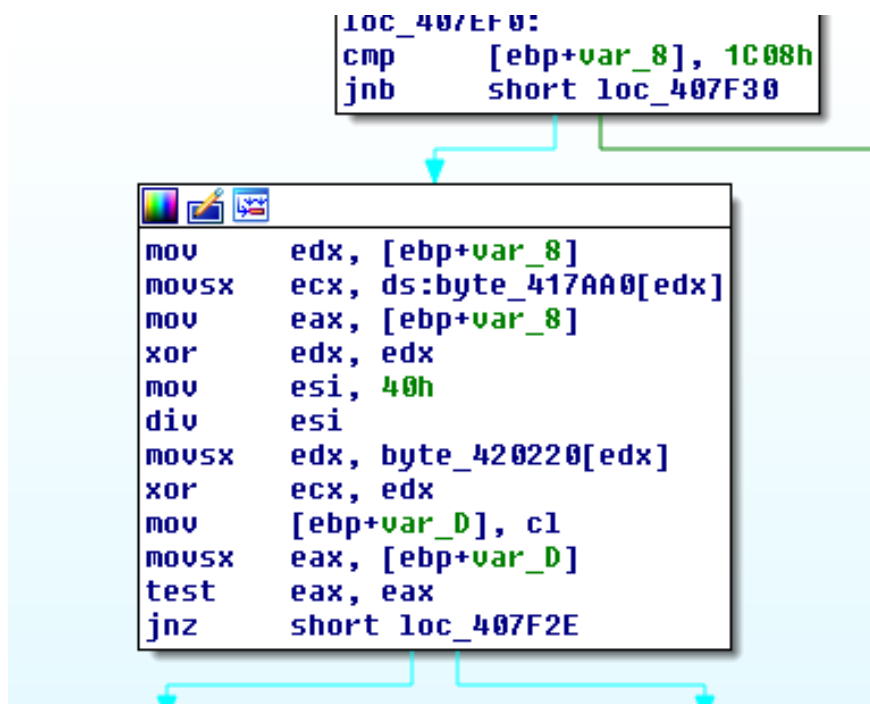 loc_407EF0:
cmp [ebp+var_8], 1C08h
jnb short loc_407F30
mov edx, [ebp+var_8]
movsx ecx, ds:byte_417AA0[edx]
mov eax, [ebp+var_8]
xor edx, edx
mov esi, 40h
div esi
movsx edx, byte_420220[edx]
xor ecx, edx
mov [ebp+var_D], cl
movsx eax, [ebp+var_D]
test eax, eax
jnz short loc_407F2E